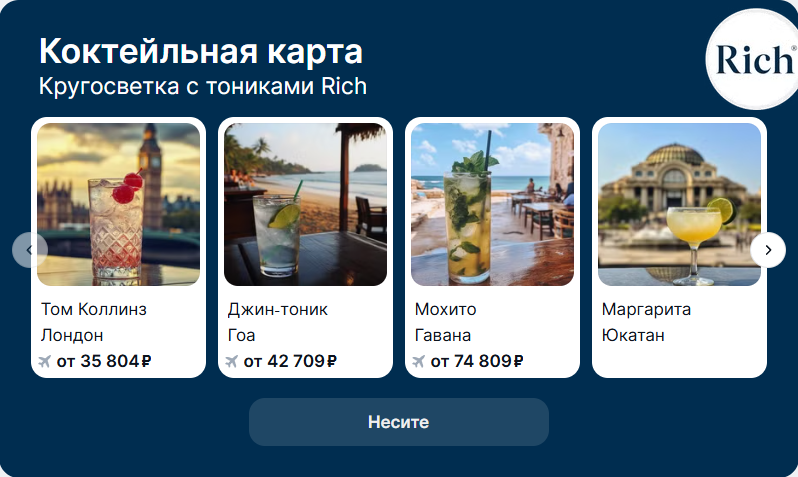 Коктейльная карта
Кругосветка с тониками Rich
Rich®
Том Коллинз
Лондон
от 35 804 ₽
Джин-тоник
Гоа
от 42 709 ₽
Мохито
Гавана
от 74 809 ₽
Маргарита
Юкатан
Несите